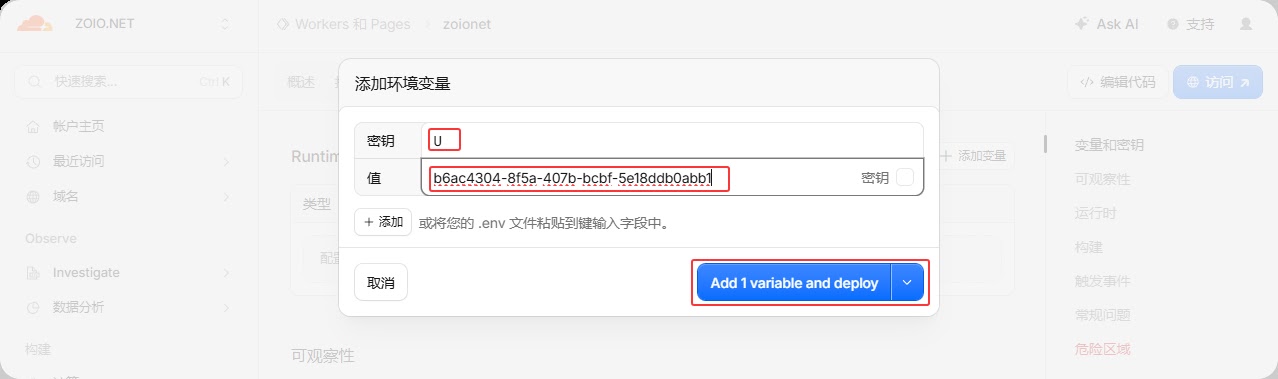 ZOIO.NET
Workers 和 Pages › zoionet
Ask AI
支持
快速搜索... Ctrl K
概述
编辑代码
访问
添加环境变量
帐户主页
最近访问
域名
Observe
Investigate
数据分析
构建
密钥 U
值 b6ac4304-8f5a-407b-bcbf-5e18ddb0abb1 密钥
+ 添加 或将您的 .env 文件粘贴到键输入字段中。
取消
Add 1 variable and deploy
Runtim
+ 添加变量
类型
配置
可观察性
变量和密钥
可观察性
运行时
构建
触发事件
常规问题
危险区域